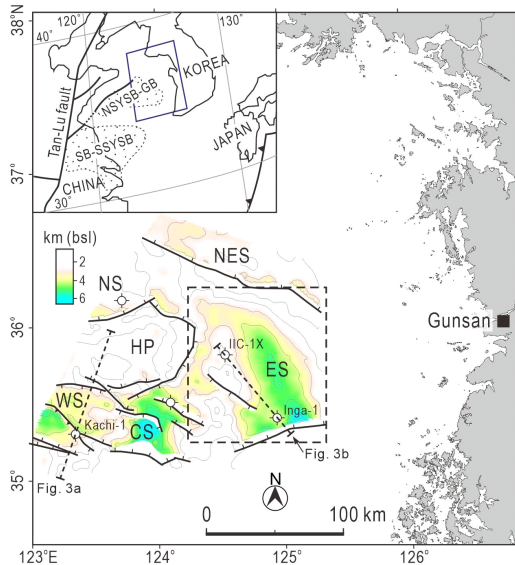 38°N
120°
130°
40°
KOREA
NSYSB-GB
Tan-Lu fault
SB-SSYSB
JAPAN
CHINA
30°
37°
km (bsl)
2
4
6
NES
NS
36°
Gunsan
IIC-1X
HP
ES
WS
Inga-1
Kachi-1
CS
Fig. 3b
35°
Fig. 3a
N
0 100 km
123°E 124° 125° 126°